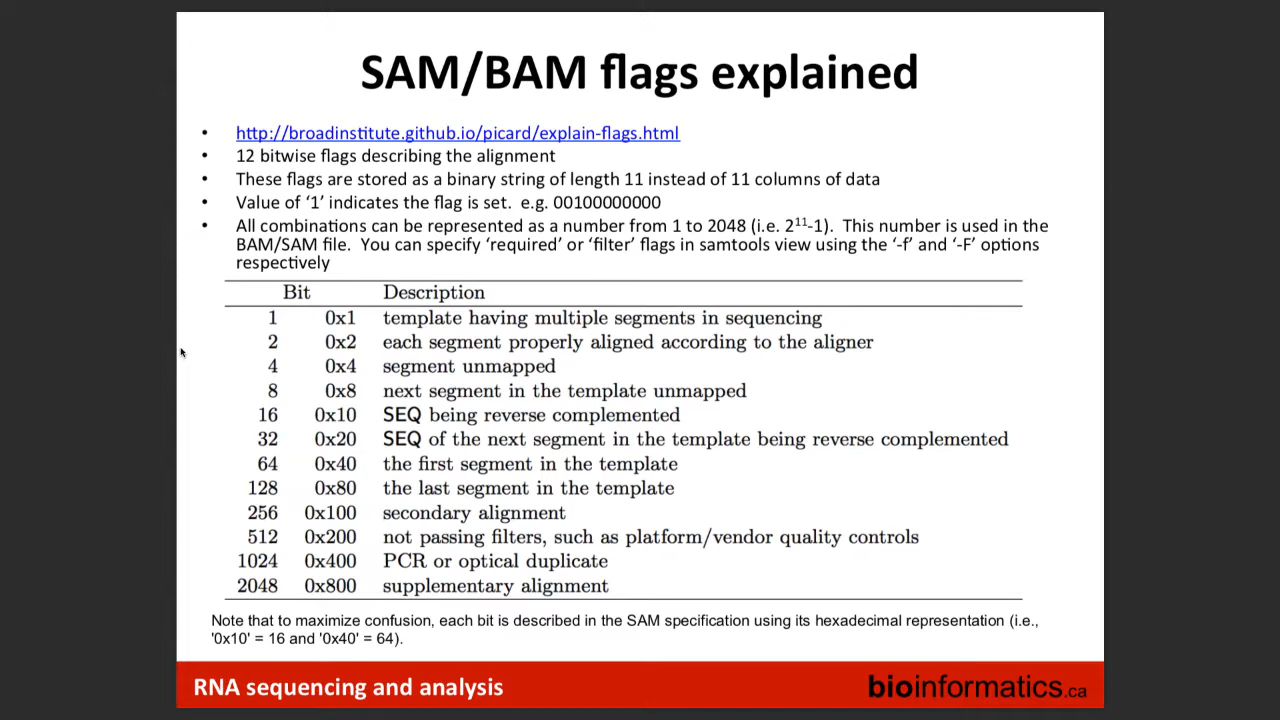 SAM/BAM flags explained
• http://broadinstitute.github.io/picard/explain-flags.html
• 12 bitwise flags describing the alignment
• These flags are stored as a binary string of length 11 instead of 11 columns of data
• Value of ‘1’ indicates the flag is set.  e.g. 00100000000
• All combinations can be represented as a number from 1 to 2048 (i.e. 2¹¹-1).  This number is used in the
BAM/SAM file.  You can specify ‘required’ or ‘filter’ flags in samtools view using the ‘-f’ and ‘-F’ options
respectively
Bit Description
1 0x1 template having multiple segments in sequencing
2 0x2 each segment properly aligned according to the aligner
4 0x4 segment unmapped
8 0x8 next segment in the template unmapped
16 0x10 SEQ being reverse complemented
32 0x20 SEQ of the next segment in the template being reverse complemented
64 0x40 the first segment in the template
128 0x80 the last segment in the template
256 0x100 secondary alignment
512 0x200 not passing filters, such as platform/vendor quality controls
1024 0x400 PCR or optical duplicate
2048 0x800 supplementary alignment
Note that to maximize confusion, each bit is described in the SAM specification using its hexadecimal representation (i.e.,
'0x10' = 16 and '0x40' = 64).
RNA sequencing and analysis
bioinformatics.ca